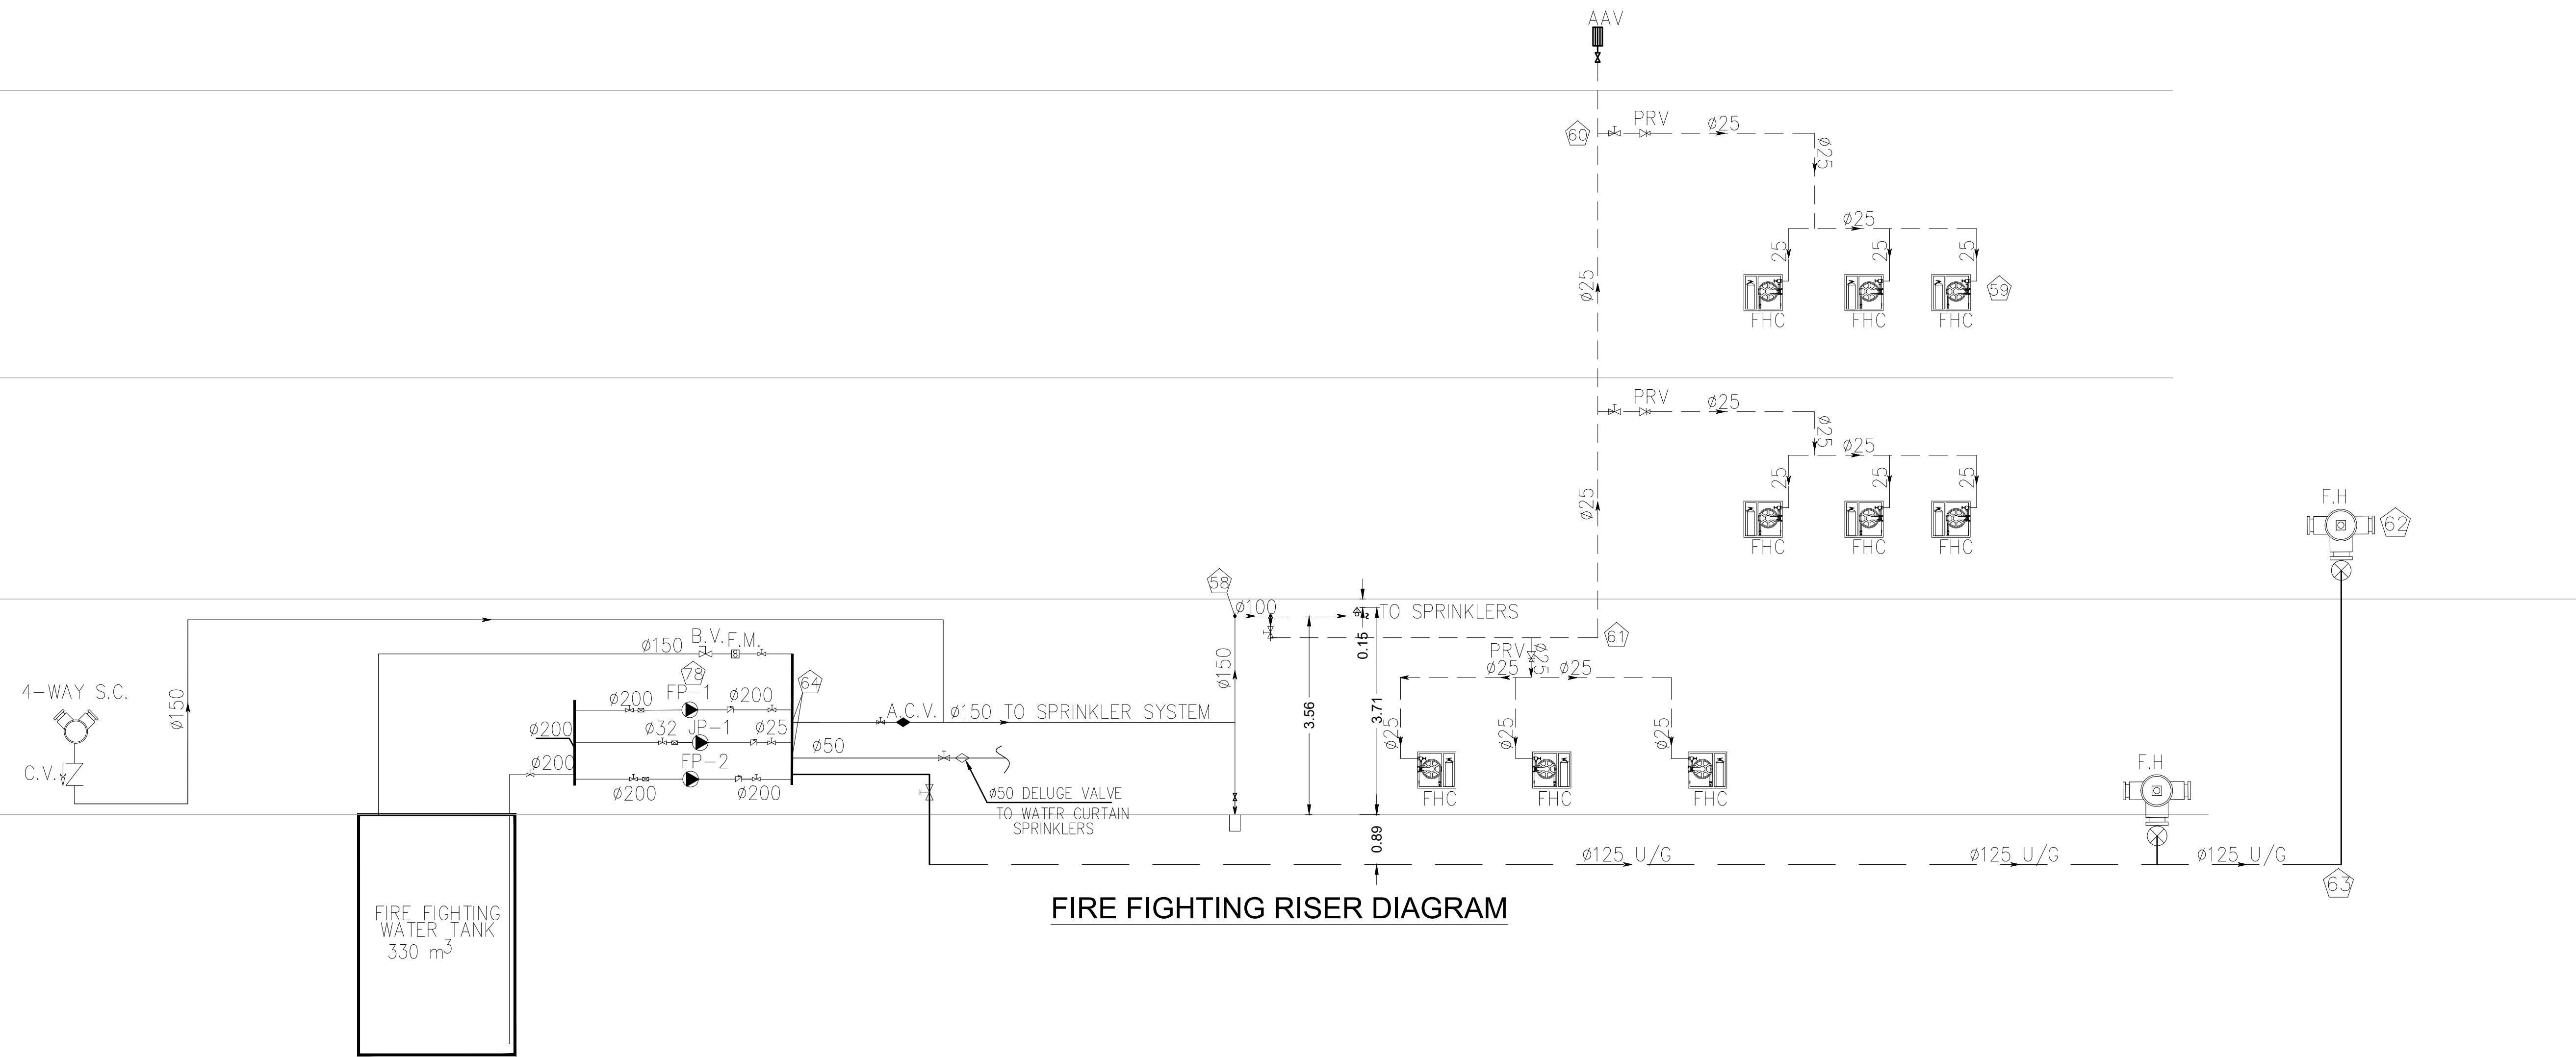 AAV
60
PRV
ø25
ø25
ø25
25
25
25
ø25
59
FHC
FHC
FHC
PRV
ø25
ø25
ø25
25
25
25
ø25
FHC
FHC
FHC
F.H
62
58
ø100
TO SPRINKLERS
61
0.15
B.V.
F.M.
ø150
PRV
ø25
ø25
ø25
ø150
78
64
4-WAY S.C.
ø150
FP-1
ø200
ø200
A.C.V.
ø150 TO SPRINKLER SYSTEM
3.56
3.71
ø200
ø32
JP-1
ø25
ø25
ø25
ø25
ø50
C.V.
ø200
FP-2
ø200
ø200
F.H
ø50 DELUGE VALVE
TO WATER CURTAIN
SPRINKLERS
FHC
FHC
FHC
0.89
ø125 U/G
ø125 U/G
ø125 U/G
63
FIRE FIGHTING
WATER TANK
330 m³
FIRE FIGHTING RISER DIAGRAM